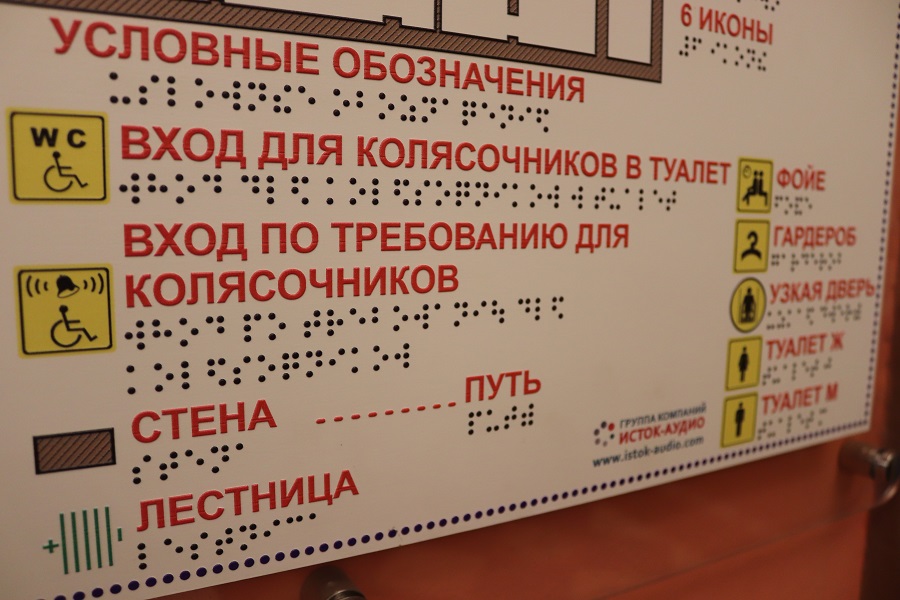 6 ИКОНЫ
УСЛОВНЫЕ ОБОЗНАЧЕНИЯ
WC
ВХОД ДЛЯ КОЛЯСОЧНИКОВ В ТУАЛЕТ
ВХОД ПО ТРЕБОВАНИЮ ДЛЯ
КОЛЯСОЧНИКОВ
СТЕНА
ПУТЬ
ЛЕСТНИЦА
ФОЙЕ
ГАРДЕРОБ
УЗКАЯ ДВЕРЬ
ТУАЛЕТ Ж
ТУАЛЕТ М
ГРУППА КОМПАНИЙ
ИСТОК-АУДИО
www.istok-audio.com